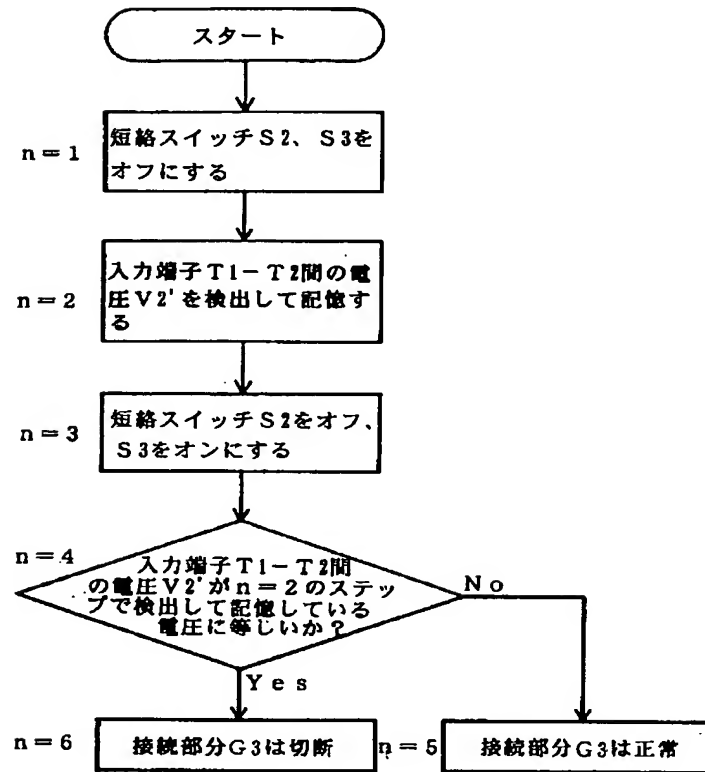 スタート
n=1
短絡スイッチS2、S3を
オフにする
n=2
入力端子T1-T2間の電
圧V2'を検出して記憶す
る
n=3
短絡スイッチS2をオフ、
S3をオンにする
n=4
入力端子T1-T2間
の電圧V2'がn=2のステッ
プで検出して記憶している
電圧に等しいか?
No
Yes
n=6
接続部分G3は切断
n=5
接続部分G3は正常